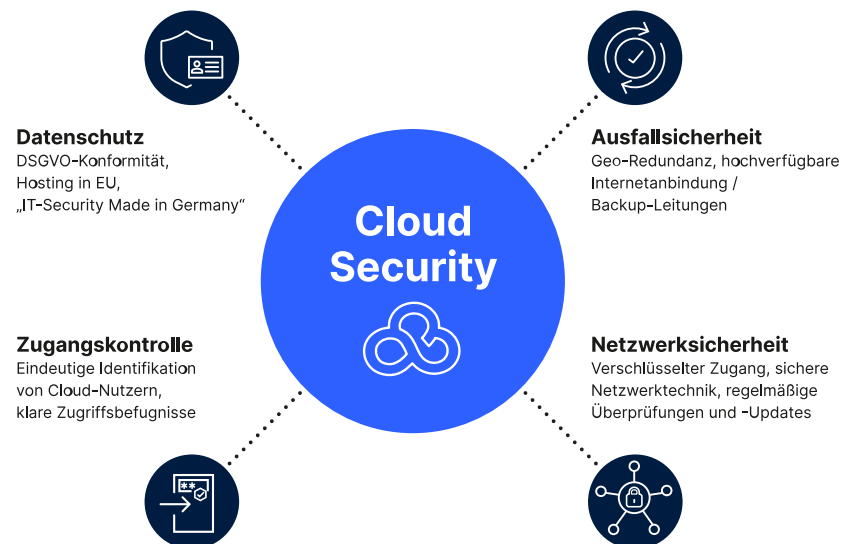 Datenschutz
DSGVO-Konformität,
Hosting in EU,
„IT-Security Made in Germany“
Ausfallsicherheit
Geo-Redundanz, hochverfügbare
Internetanbindung /
Backup-Leitungen
Cloud
Security
Zugangskontrolle
Eindeutige Identifikation
von Cloud-Nutzern,
klare Zugriffsbefugnisse
Netzwerksicherheit
Verschlüsselter Zugang, sichere
Netzwerktechnik, regelmäßige
Überprüfungen und -Updates
**